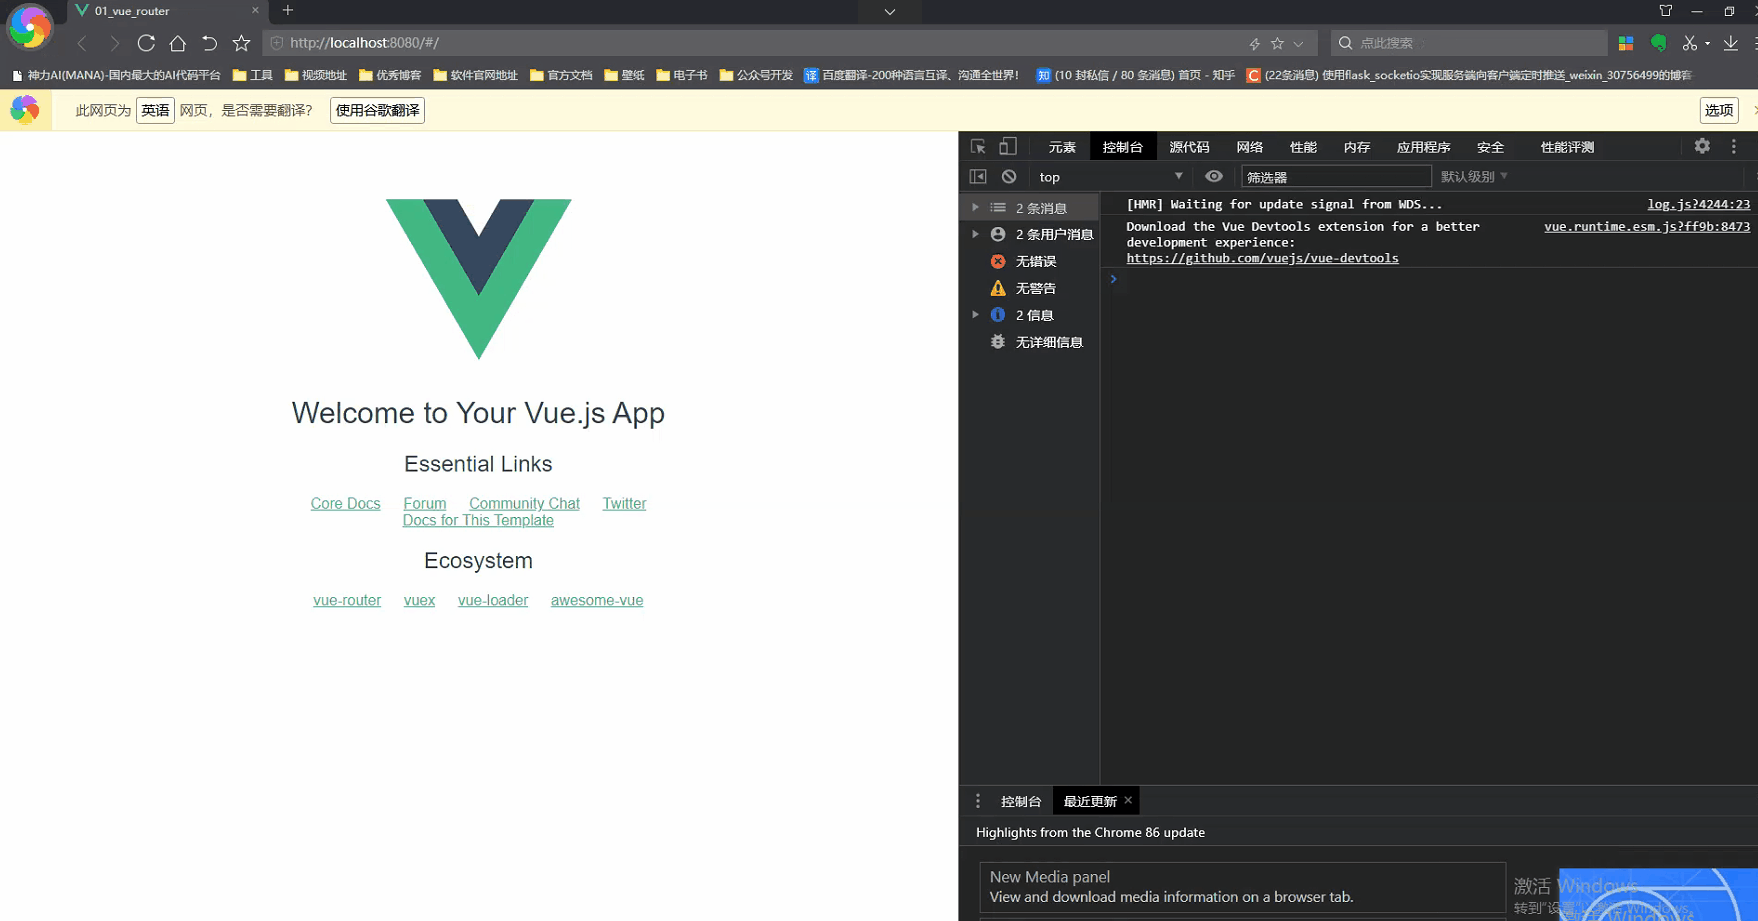 01_vue_router
http://localhost:8080/#/
点此搜索
神力AI(MANA)-国内最大的AI代码平台 工具 视频地址 优秀博客 软件官网地址 官方文档 壁纸 电子书 公众号开发 译 百度翻译-200种语言互译、沟通全世界! 知 (10 封私信 / 80 条消息) 首页 - 知乎 C (22条消息) 使用flask_socketio实现服务端向客户端定时推送_weixin_30756499的博客
此网页为 英语 网页，是否需要翻译? 使用谷歌翻译 选项
元素 控制台 源代码 网络 性能 内存 应用程序 安全 性能评测
top 筛选器 默认级别
2 条消息
2 条用户消息
无错误
无警告
2 信息
无详细信息
[HMR] Waiting for update signal from WDS... log.js?4244:23
Download the Vue Devtools extension for a better vue.runtime.esm.js?ff9b:8473
development experience:
https://github.com/vuejs/vue-devtools
Welcome to Your Vue.js App
Essential Links
Core Docs Forum Community Chat Twitter
Docs for This Template
Ecosystem
vue-router vuex vue-loader awesome-vue
控制台 最近更新
Highlights from the Chrome 86 update
New Media panel
View and download media information on a browser tab.
激活 Windows